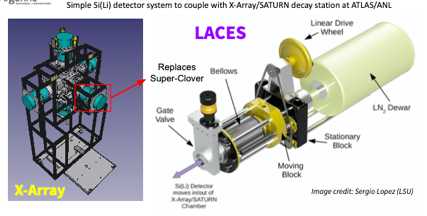 Simple Si(Li) detector system to couple with X-Array/SATURN decay station at ATLAS/ANL
LACES
Linear Drive
Wheel
Replaces
Super-Clover
Bellows
Gate
Valve
LN2 Dewar
Stationary
Block
Moving
Block
Si(Li) Detector
moves in/out of
X-Array/SATURN
Chamber
X-Array
Image credit: Sergio Lopez (LSU)